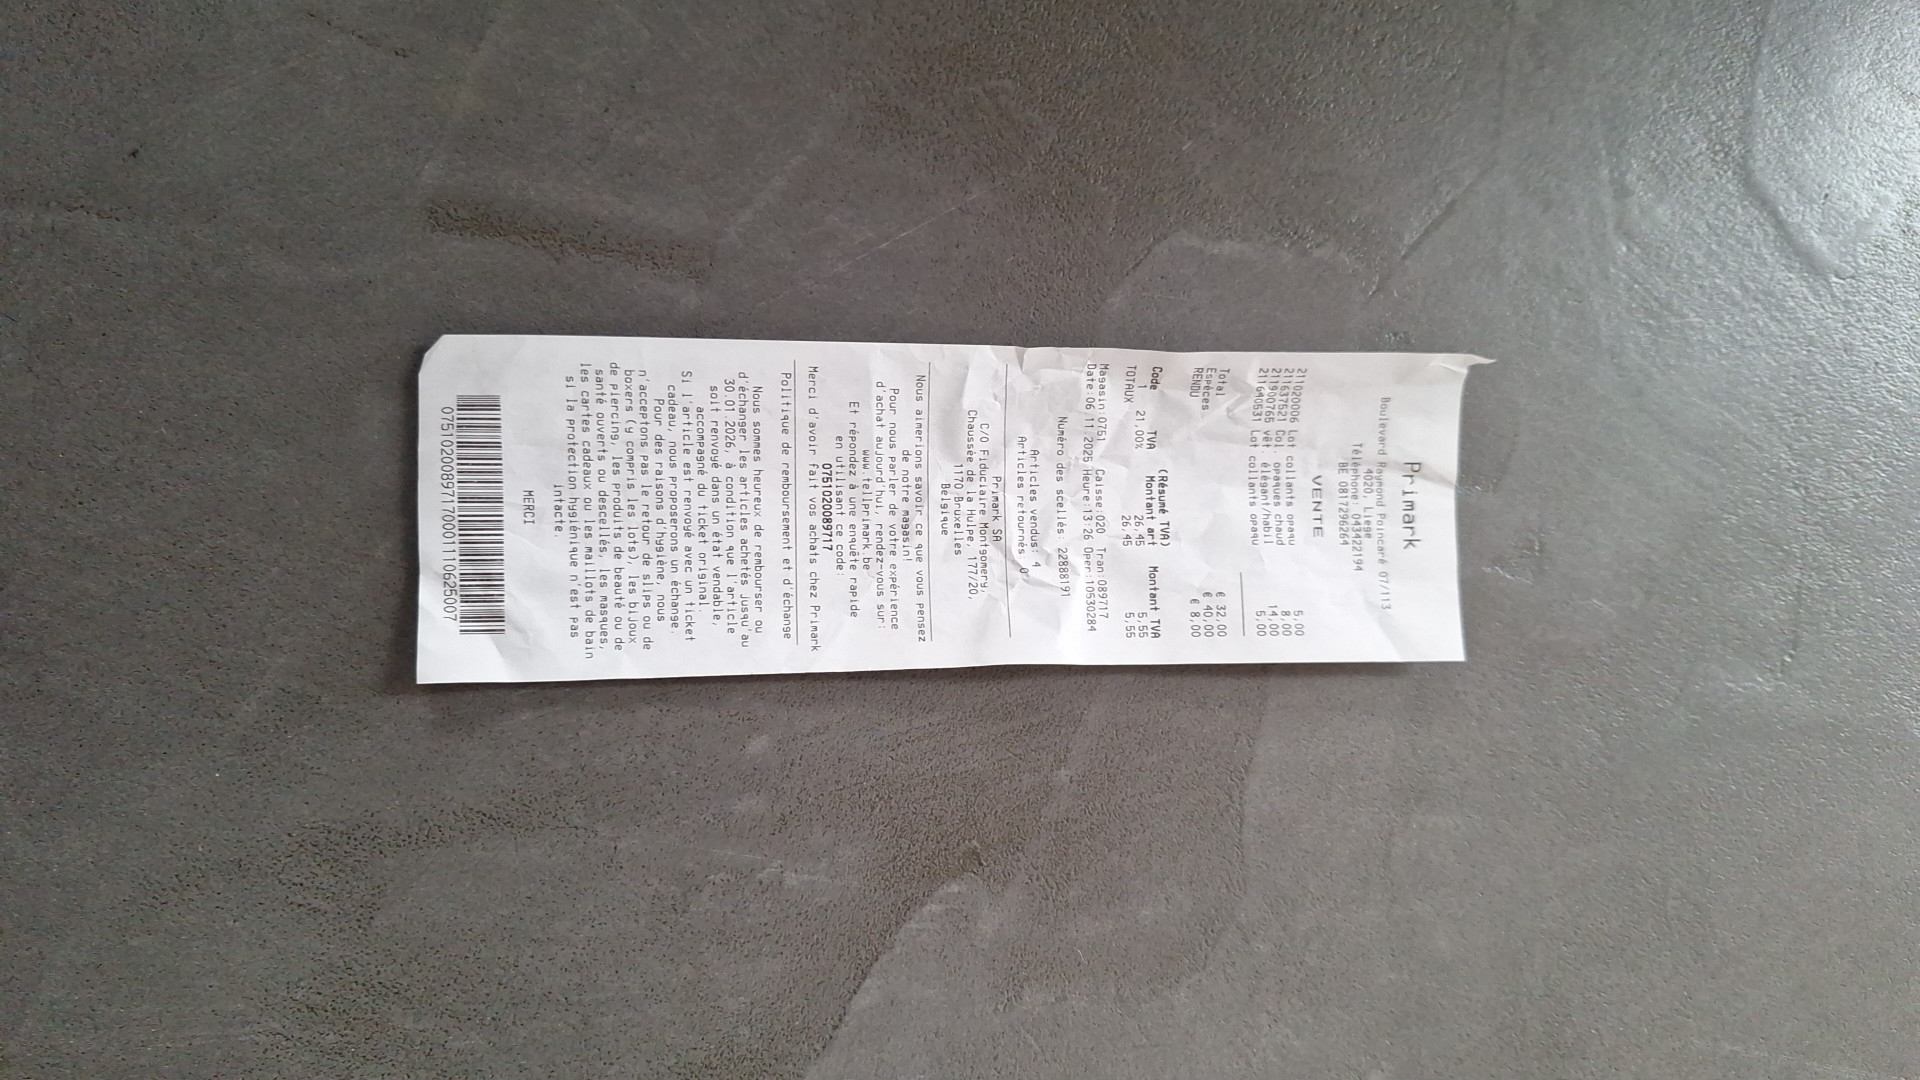 Primark
Boulevard Raymond Poincaré 07/113
4020, Liege
Téléphone: 043422194
BE 0817296264
VENTE
211020006 Lot collants opaqu 5,00
211637521 Col. opaques chaud 8,00
211900765 vêt. élégant/habil 14,00
211640531 Lot collants opaqu 5,00
Total € 32,00
Espèces € 40,00
RENDU € 8,00
(Résumé TVA)
Code TVA Montant art Montant TVA
1 21,00% 26,45 5,55
TOTAUX 26,45 5,55
Magasin:0751 Caisse:020 Tran:089717
Date:06.11.2025 Heure:13:26 Oper:10530284
Numéro des scellés: 22888191
Articles vendus: 4
Articles retournés 0
Primark SA
C/O Fiduciaire Montgomery,
Chaussée de la Hulpe, 177/20,
1170 Bruxelles
Belgique
Nous aimerions savoir ce que vous pensez
de notre magasin!
Pour nous parler de votre expérience
d'achat aujourd'hui, rendez-vous sur:
www.tellprimark.be
Et répondez à une enquête rapide
en utilisant ce code:
075102008971 7
Merci d'avoir fait vos achats chez Primark
Politique de remboursement et d'échange
Nous sommes heureux de rembourser ou
d'échanger les articles achetés jusqu'au
30.01.2026, à condition que l'article
soit renvoyé dans un état vendable,
accompagné du ticket original.
Si l'article est renvoyé avec un ticket
cadeau, nous proposerons un échange.
Pour des raisons d'hygiène, nous
n'acceptons pas le retour de slips ou de
boxers (y compris les lots), les bijoux
de piercing, les produits de beauté ou de
santé ouverts ou descellés, les masques,
les cartes cadeaux ou les maillots de bain
si la protection hygiénique n'est pas
intacte.
MERCI
07510200897170001110625007